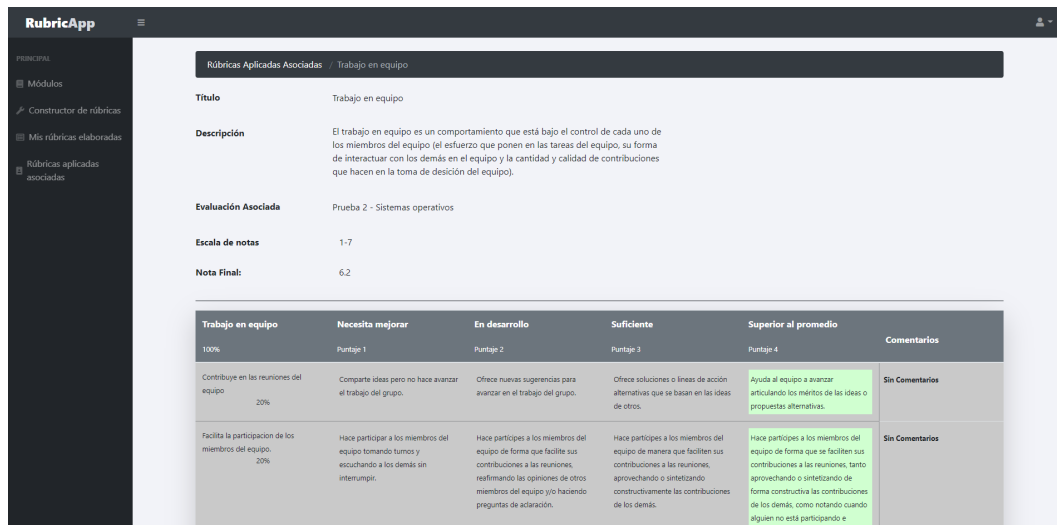 RubricApp
PRINCIPAL
Módulos
Constructor de rúbricas
Mis rúbricas elaboradas
Rúbricas aplicadas
asociadas
Rúbricas Aplicadas Asociadas / Trabajo en equipo
Título Trabajo en equipo
Descripción El trabajo en equipo es un comportamiento que está bajo el control de cada uno de
los miembros del equipo (el esfuerzo que ponen en las tareas del equipo, su forma
de interactuar con los demás en el equipo y la cantidad y calidad de contribuciones
que hacen en la toma de desición del equipo).
Evaluación Asociada Prueba 2 - Sistemas operativos
Escala de notas 1-7
Nota Final: 6.2
Trabajo en equipo Necesita mejorar En desarrollo Suficiente Superior al promedio
Comentarios
100% Puntaje 1 Puntaje 2 Puntaje 3 Puntaje 4
Contribuye en las reuniones del
equipo
20%
Comparte ideas pero no hace avanzar
el trabajo del grupo.
Ofrece nuevas sugerencias para
avanzar en el trabajo del grupo.
Ofrece soluciones o lineas de acción
alternativas que se basan en las ideas
de otros.
Ayuda al equipo a avanzar
articulando los méritos de las ideas o
propuestas alternativas.
Sin Comentarios
Facilita la participacion de los
miembros del equipo.
20%
Hace participar a los miembros del
equipo tomando turnos y
escuchando a los demás sin
interrumpir.
Hace partícipes a los miembros del
equipo de forma que facilite sus
contribuciones a las reuniones,
reafirmando las opiniones de otros
miembros del equipo y/o haciendo
preguntas de aclaración.
Hace partícipes a los miembros del
equipo de manera que faciliten sus
contribuciones a las reuniones,
aprovechando o sintetizando
constructivamente las contribuciones
de los demás.
Hace partícipes a los miembros del
equipo de forma que se faciliten sus
contribuciones a las reuniones, tanto
aprovechando o sintetizando de
forma constructiva las contribuciones
de los demás, como notando cuando
alguien no está participando e
Sin Comentarios